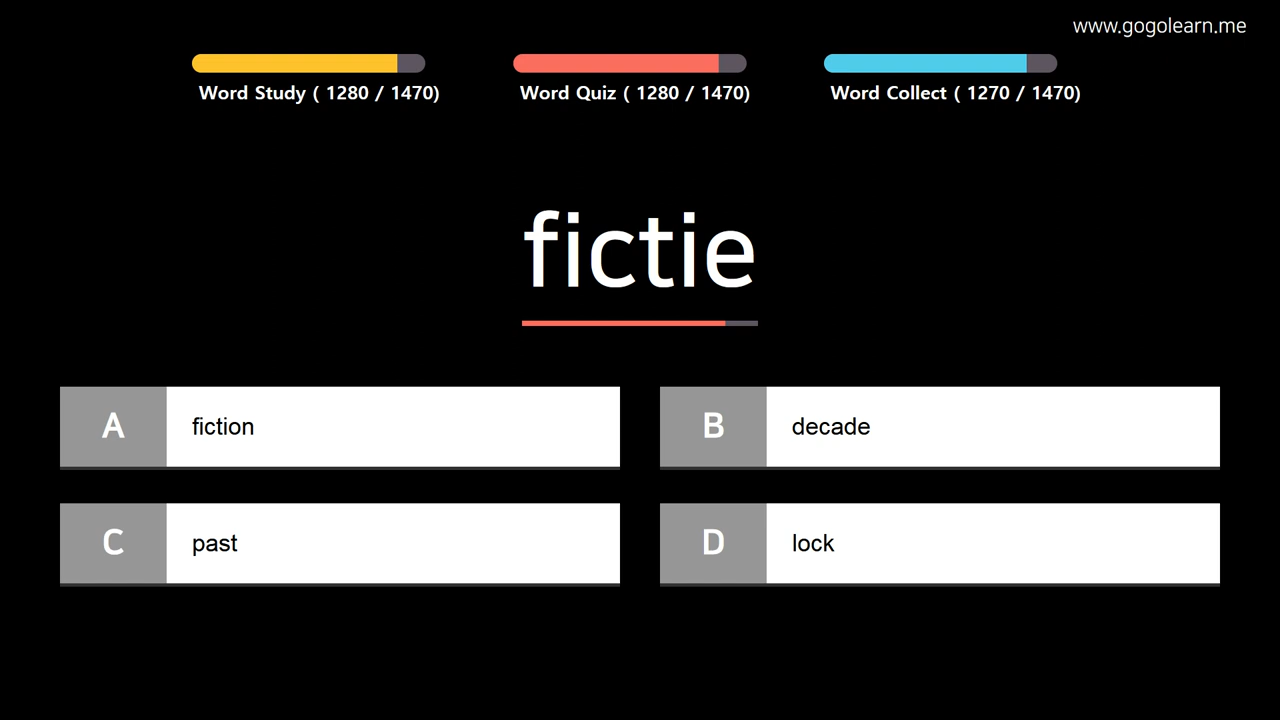 www.gogolearn.me
Word Study ( 1280 / 1470)
Word Quiz ( 1280 / 1470)
Word Collect ( 1270 / 1470)
fictie
A fiction
B decade
C past
D lock